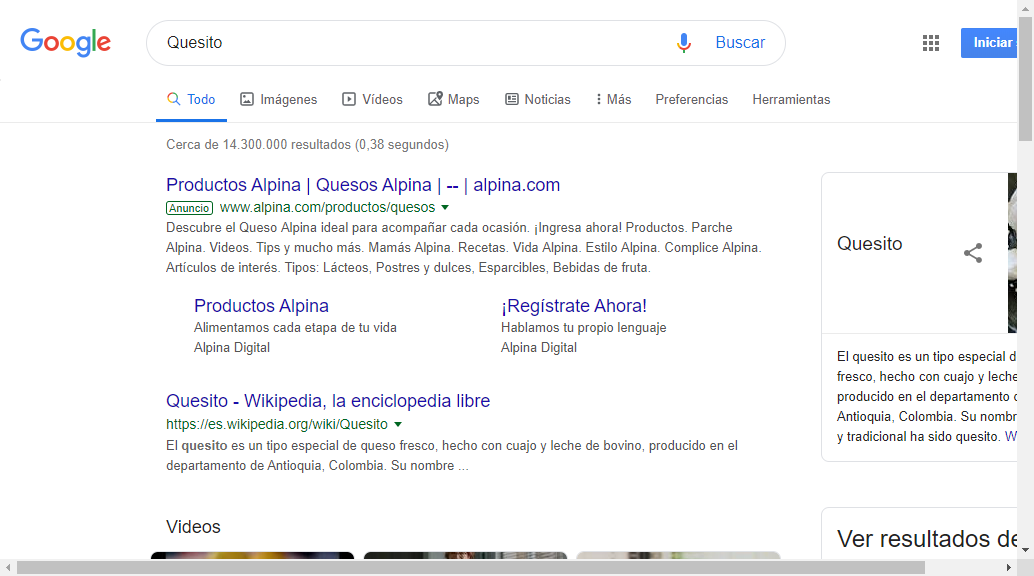 Google
Quesito
Buscar
Iniciar
Todo
Imágenes
Vídeos
Maps
Noticias
Más
Preferencias
Herramientas
Cerca de 14.300.000 resultados (0,38 segundos)
Productos Alpina | Quesos Alpina | -- | alpina.com
Anuncio www.alpina.com/productos/quesos
Descubre el Queso Alpina ideal para acompañar cada ocasión. ¡Ingresa ahora! Productos. Parche
Alpina. Videos. Tips y mucho más. Mamás Alpina. Recetas. Vida Alpina. Estilo Alpina. Complice Alpina.
Artículos de interés. Tipos: Lácteos, Postres y dulces, Esparcibles, Bebidas de fruta.
Productos Alpina
Alimentamos cada etapa de tu vida
Alpina Digital
¡Regístrate Ahora!
Hablamos tu propio lenguaje
Alpina Digital
Quesito - Wikipedia, la enciclopedia libre
https://es.wikipedia.org/wiki/Quesito
El quesito es un tipo especial de queso fresco, hecho con cuajo y leche de bovino, producido en el
departamento de Antioquia, Colombia. Su nombre ...
Videos
Quesito
El quesito es un tipo especial d
fresco, hecho con cuajo y leche
producido en el departamento
Antioquia, Colombia. Su nombr
y tradicional ha sido quesito. W
Ver resultados de